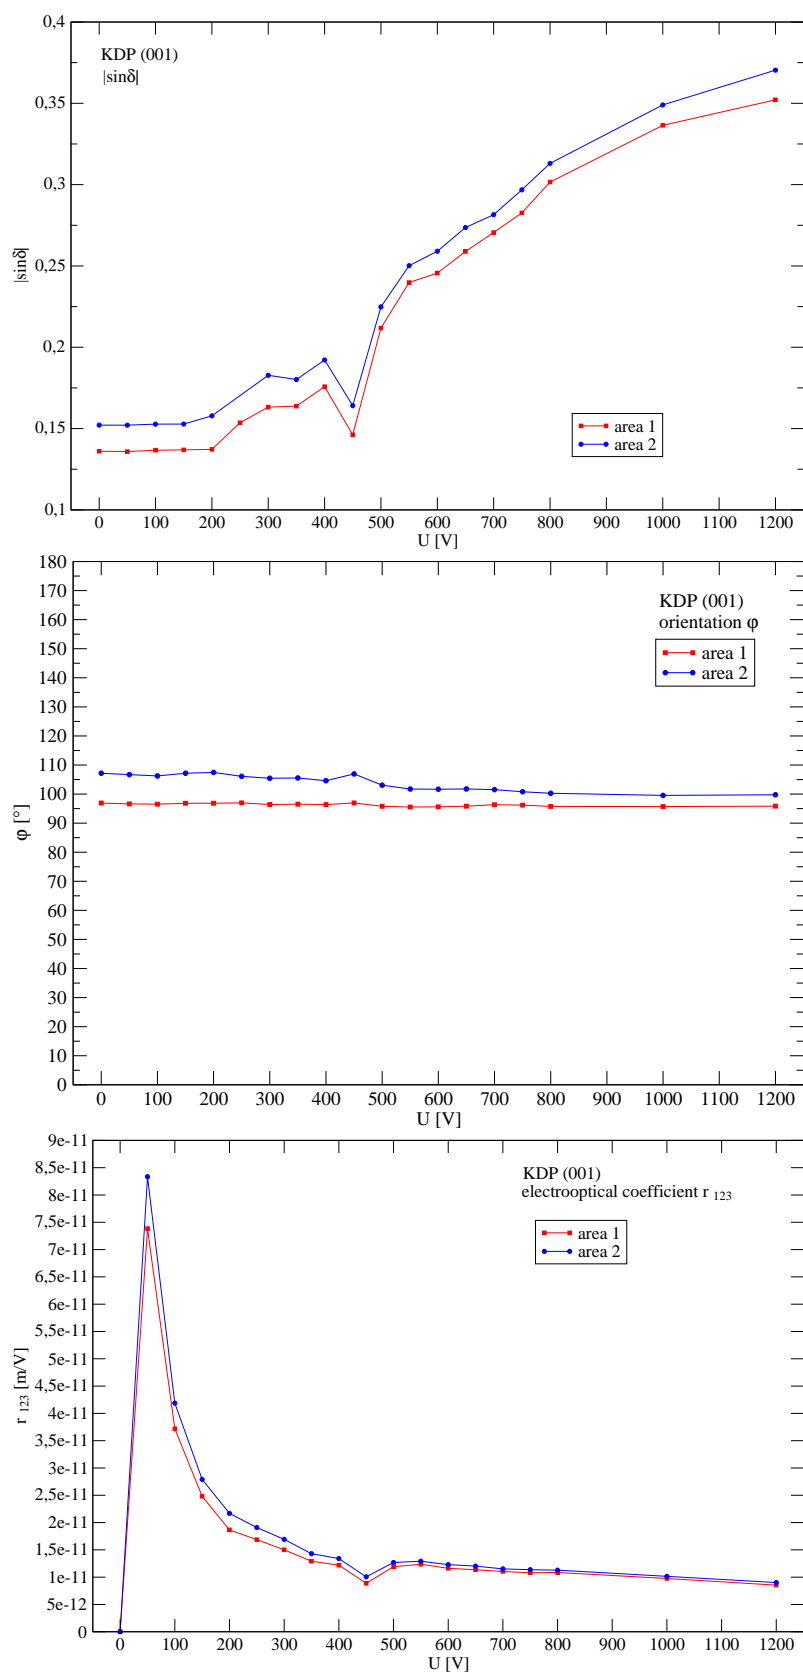 KDP (001)
|sinδ|
0,4
0,35
0,3
0,25
0,2
0,15
0,1
|sinδ|
area 1
area 2
0 100 200 300 400 500 600 700 800 900 1000 1100 1200
U [V]
180
170
160
150
140
130
120
110
100
90
80
70
60
50
40
30
20
10
0
φ [°]
KDP (001)
orientation φ
area 1
area 2
0 100 200 300 400 500 600 700 800 900 1000 1100 1200
U [V]
9e-11
8,5e-11
8e-11
7,5e-11
7e-11
6,5e-11
6e-11
5,5e-11
5e-11
4,5e-11
4e-11
3,5e-11
3e-11
2,5e-11
2e-11
1,5e-11
1e-11
5e-12
0
r 123 [m/V]
KDP (001)
electrooptical coefficient r 123
area 1
area 2
0 100 200 300 400 500 600 700 800 900 1000 1100 1200
U [V]